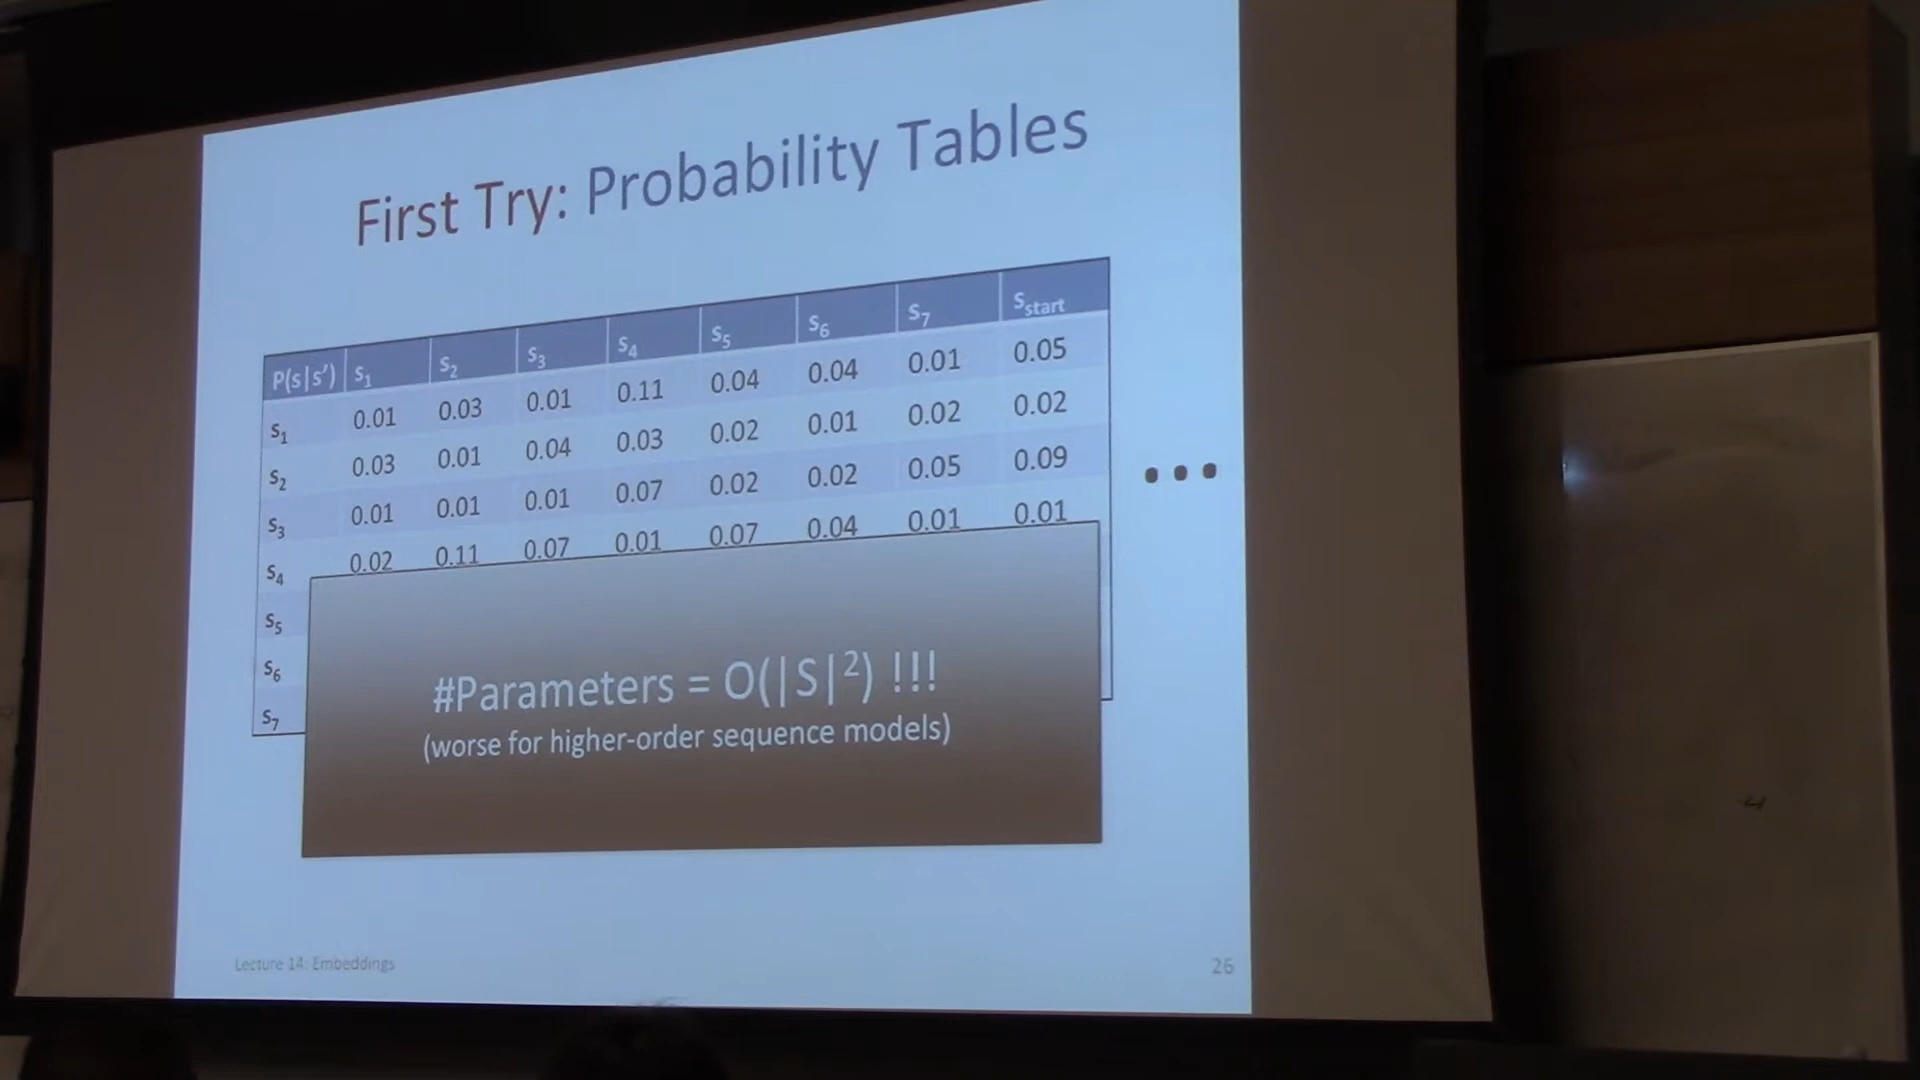 First Try: Probability Tables
P(s|s') s₁ s₂ s₃ s₄ s₅ s₆ s₇ s_start
s₁ 0.01 0.03 0.01 0.11 0.04 0.04 0.01 0.05
s₂ 0.03 0.01 0.04 0.03 0.02 0.01 0.02 0.02
s₃ 0.01 0.01 0.01 0.07 0.02 0.02 0.05 0.09
s₄ 0.02 0.11 0.07 0.01 0.07 0.04 0.01 0.01
...
s₅
s₆
s₇
#Parameters = O(|S|²) !!!
(worse for higher-order sequence models)
Lecture 14: Embeddings
26